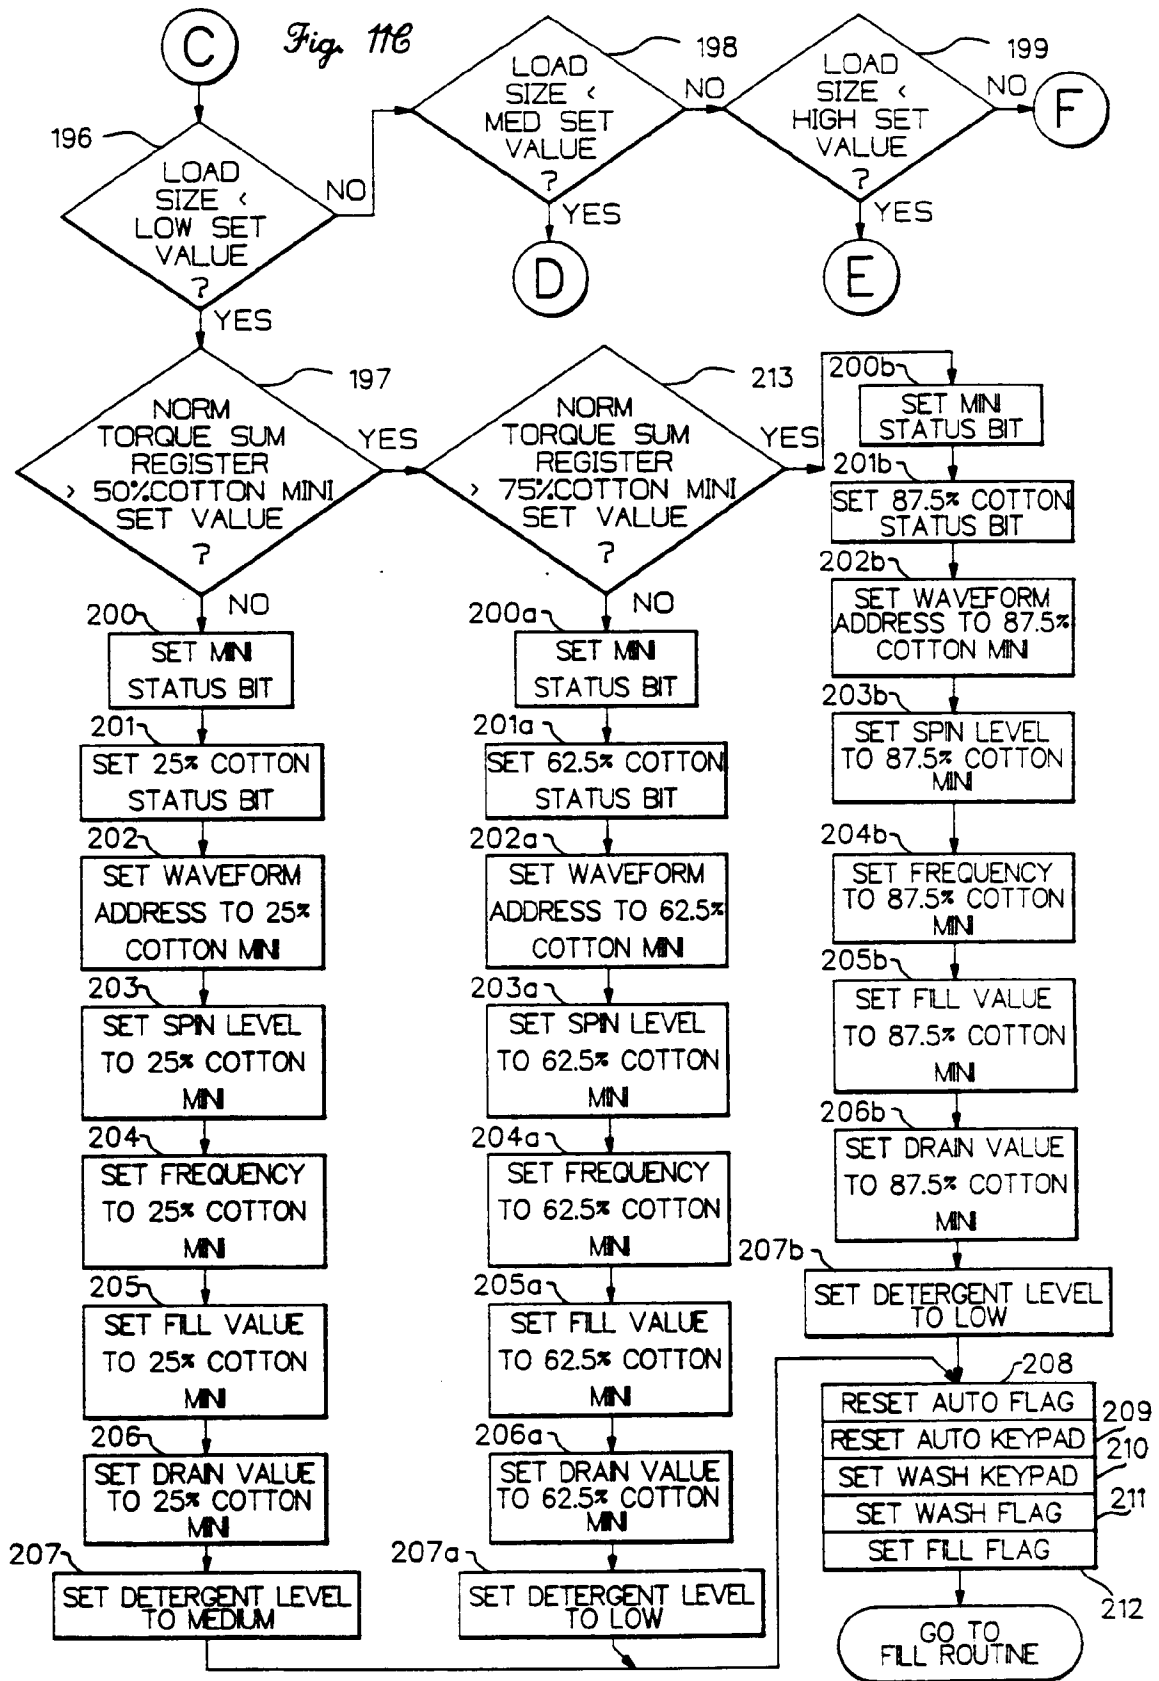 C
Fig. 11C
196
LOAD
SIZE <
LOW SET
VALUE
?
NO
YES
198
LOAD
SIZE <
MED SET
VALUE
?
NO
YES
D
199
LOAD
SIZE <
HIGH SET
VALUE
?
NO
YES
E
F
197
NORM
TORQUE SUM
REGISTER
> 50%COTTON MINI
SET VALUE
?
YES
NO
213
NORM
TORQUE SUM
REGISTER
> 75%COTTON MINI
SET VALUE
?
YES
NO
200
SET MINI
STATUS BIT
201
SET 25% COTTON
STATUS BIT
202
SET WAVEFORM
ADDRESS TO 25%
COTTON MINI
203
SET SPIN LEVEL
TO 25% COTTON
MINI
204
SET FREQUENCY
TO 25% COTTON
MINI
205
SET FILL VALUE
TO 25% COTTON
MINI
206
SET DRAIN VALUE
TO 25% COTTON
MINI
207
SET DETERGENT LEVEL
TO MEDIUM
200a
SET MINI
STATUS BIT
201a
SET 62.5% COTTON
STATUS BIT
202a
SET WAVEFORM
ADDRESS TO 62.5%
COTTON MINI
203a
SET SPIN LEVEL
TO 62.5% COTTON
MINI
204a
SET FREQUENCY
TO 62.5% COTTON
MINI
205a
SET FILL VALUE
TO 62.5% COTTON
MINI
206a
SET DRAIN VALUE
TO 62.5% COTTON
MINI
207a
SET DETERGENT LEVEL
TO LOW
200b
SET MINI
STATUS BIT
201b
SET 87.5% COTTON
STATUS BIT
202b
SET WAVEFORM
ADDRESS TO 87.5%
COTTON MINI
203b
SET SPIN LEVEL
TO 87.5% COTTON
MINI
204b
SET FREQUENCY
TO 87.5% COTTON
MINI
205b
SET FILL VALUE
TO 87.5% COTTON
MINI
206b
SET DRAIN VALUE
TO 87.5% COTTON
MINI
207b
SET DETERGENT LEVEL
TO LOW
208
RESET AUTO FLAG
209
RESET AUTO KEYPAD
210
SET WASH KEYPAD
211
SET WASH FLAG
SET FILL FLAG
212
GO TO
FILL ROUTINE